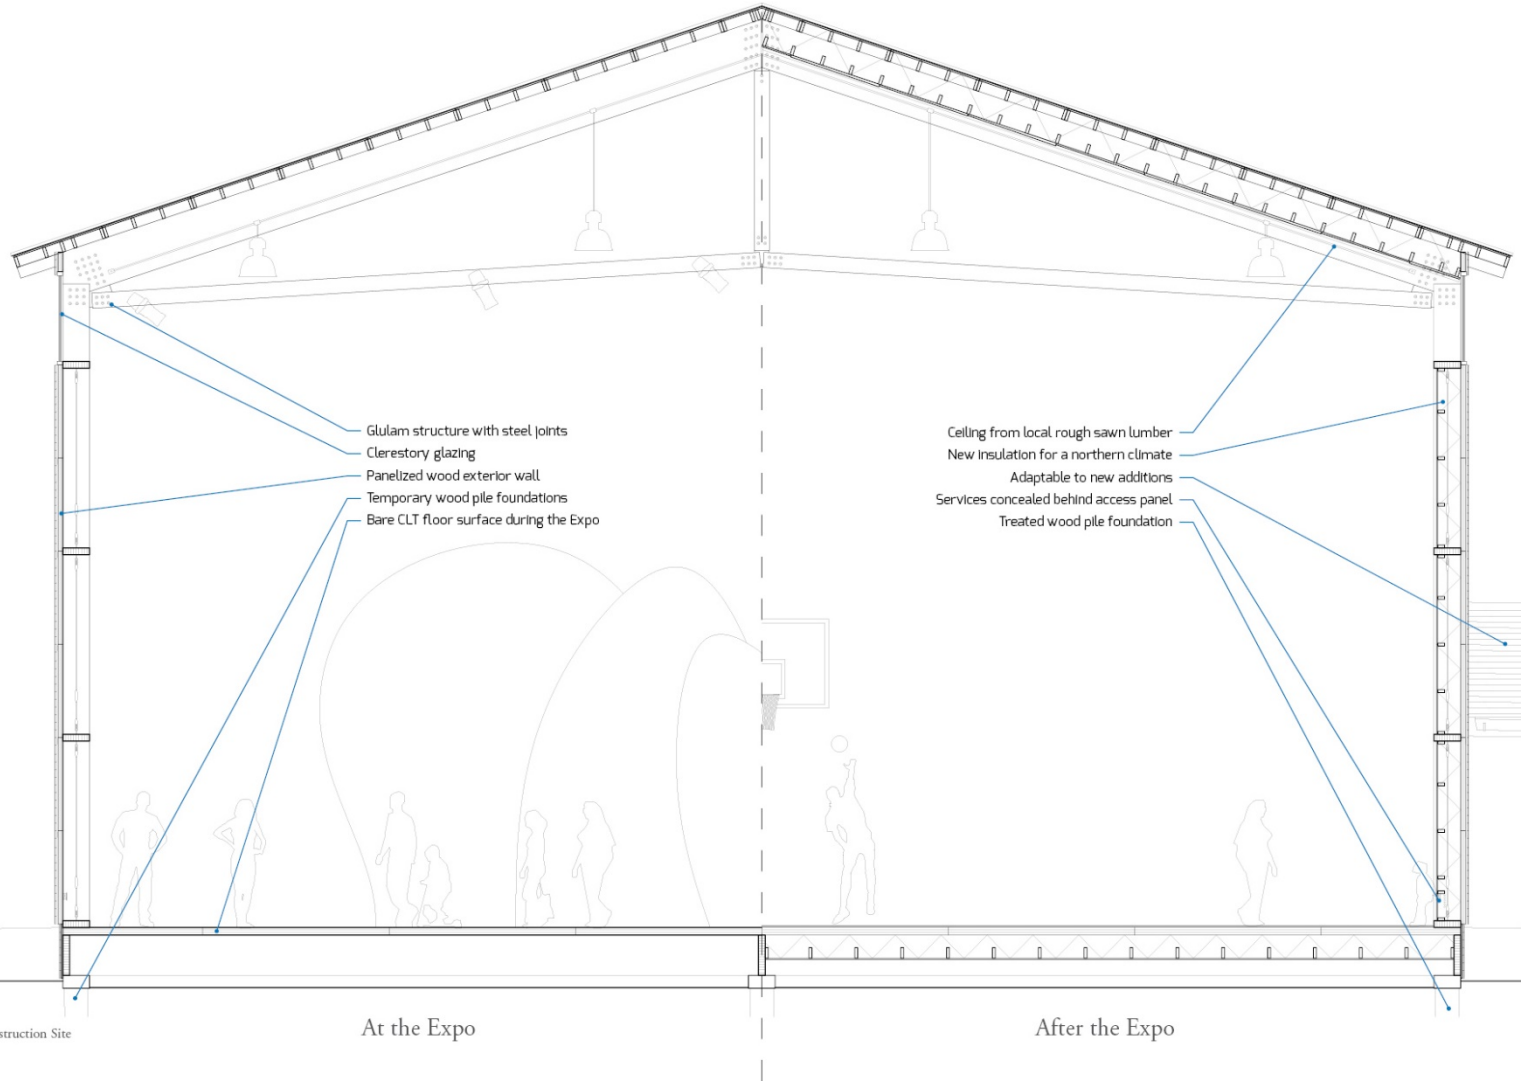 Glulam structure with steel joints
Clerestory glazing
Panelized wood exterior wall
Temporary wood pile foundations
Bare CLT floor surface during the Expo
Ceiling from local rough sawn lumber
New insulation for a northern climate
Adaptable to new additions
Services concealed behind access panel
Treated wood pile foundation
At the Expo
After the Expo
struction Site